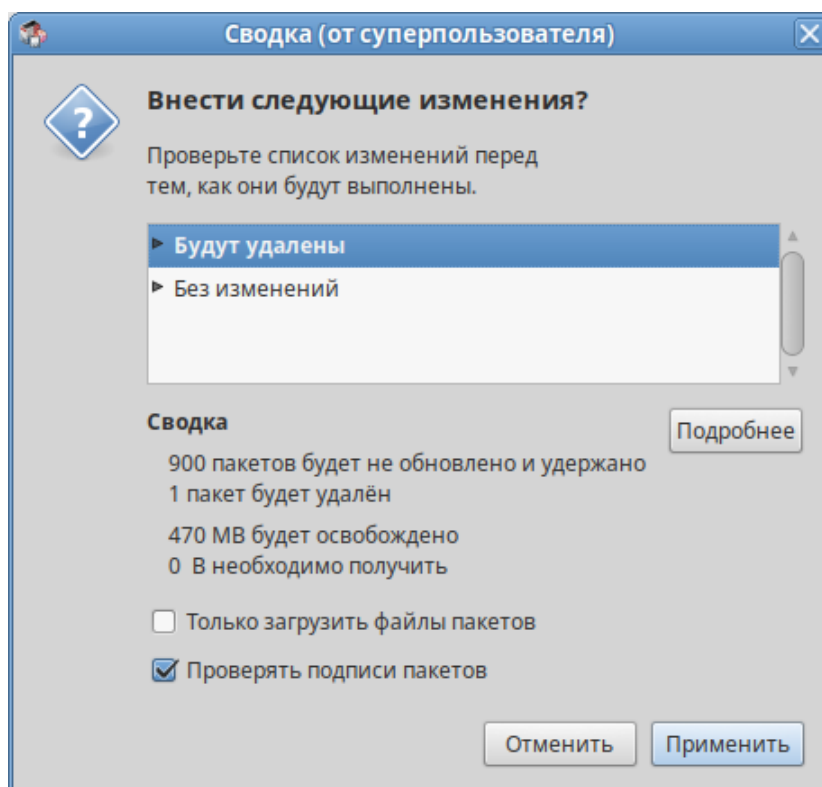 Сводка (от суперпользователя)
Внести следующие изменения?
Проверьте список изменений перед
тем, как они будут выполнены.
Будут удалены
Без изменений
Сводка
Подробнее
900 пакетов будет не обновлено и удержано
1 пакет будет удалён
470 MB будет освобождено
0 B необходимо получить
Только загрузить файлы пакетов
Проверять подписи пакетов
Отменить
Применить